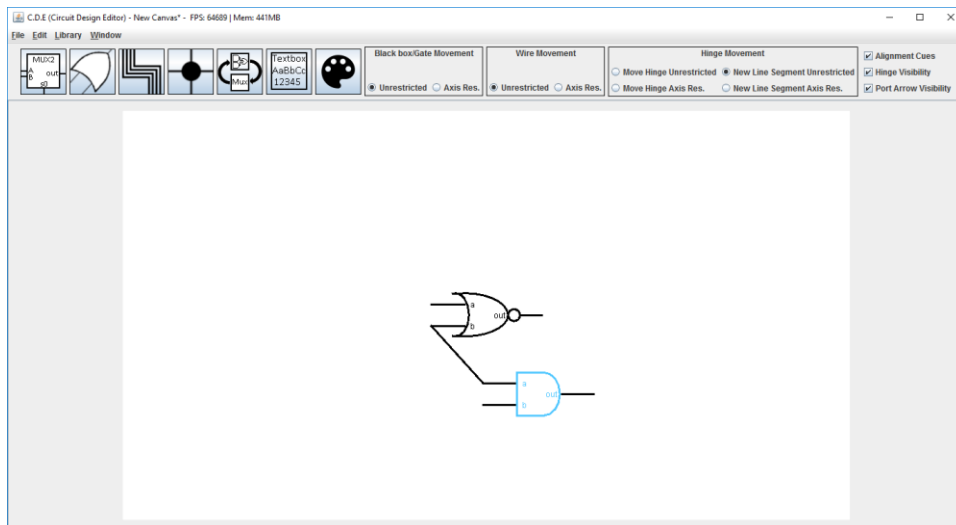 C.D.E (Circuit Design Editor) - New Canvas* - FPS: 64689 | Mem: 441MB
File Edit Library Window
MUX2
A
B
out
s0
Mux
Textbox
AaBbCc
12345
Black box/Gate Movement
Unrestricted Axis Res.
Wire Movement
Unrestricted Axis Res.
Hinge Movement
Move Hinge Unrestricted New Line Segment Unrestricted
Move Hinge Axis Res. New Line Segment Axis Res.
Alignment Cues
Hinge Visibility
Port Arrow Visibility
a
out
b
a
out
b